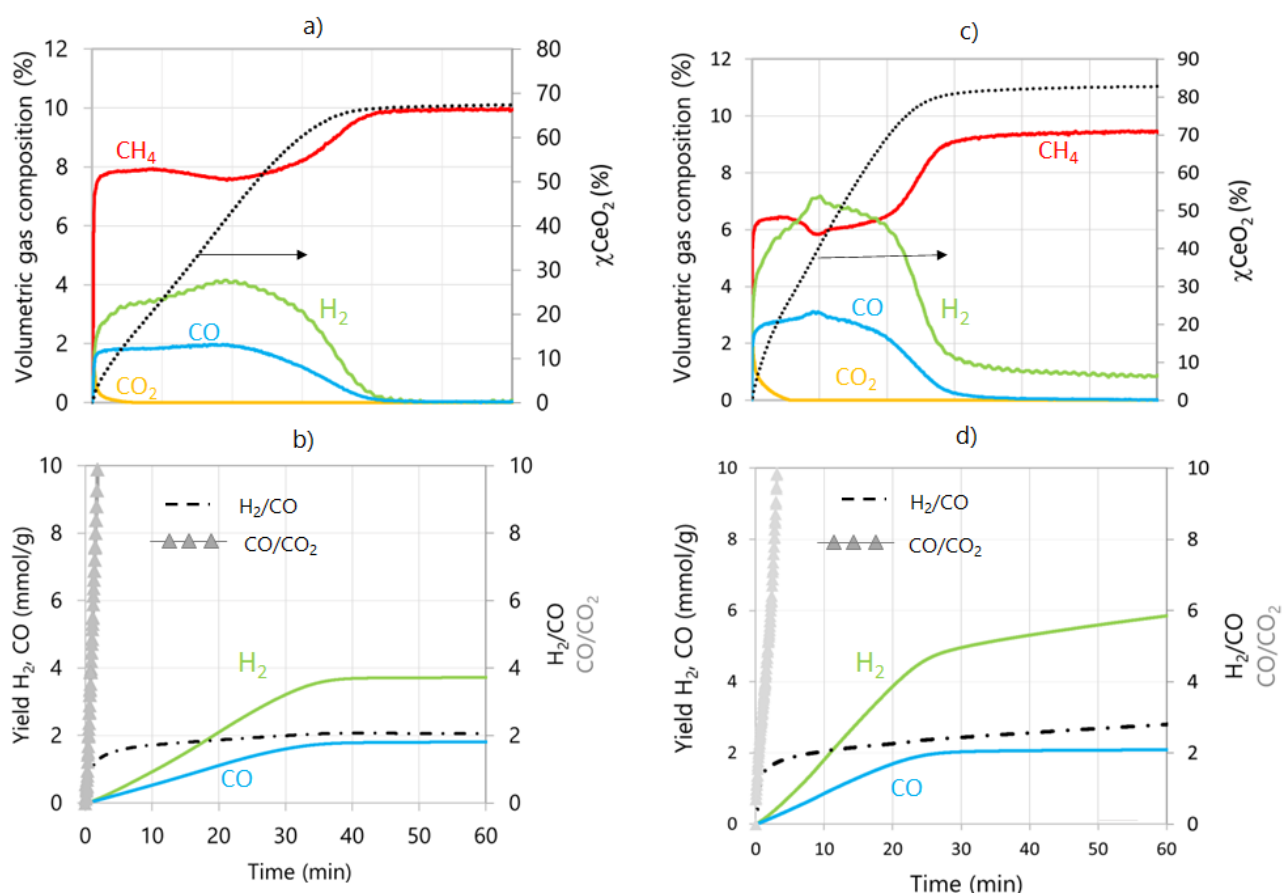 a)
Volumetric gas composition (%)
12
10
8
6
4
2
0
80
70
60
50
40
30
20
10
0
χCeO₂ (%)
CH₄
H₂
CO
CO₂
c)
Volumetric gas composition (%)
12
10
8
6
4
2
0
90
80
70
60
50
40
30
20
10
0
χCeO₂ (%)
CH₄
H₂
CO
CO₂
b)
Yield H₂, CO (mmol/g)
10
8
6
4
2
0
10
8
6
4
2
0
H₂/CO
CO/CO₂
H₂/CO
CO/CO₂
H₂
CO
0 10 20 30 40 50 60
Time (min)
d)
Yield H₂, CO (mmol/g)
10
8
6
4
2
0
10
8
6
4
2
0
H₂/CO
CO/CO₂
H₂/CO
CO/CO₂
H₂
CO
0 10 20 30 40 50 60
Time (min)